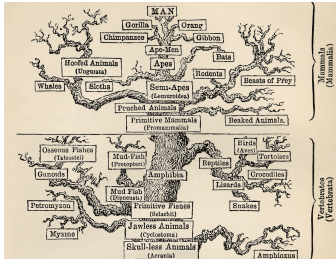 MAN
Gorilla
Orang
Chimpanzee
Gibbon
Ape-Men
Bats
Hoofed Animals
(Ungulata)
Apes
Rodents
Beasts of Prey
Whales
Sloths
Semi-Apes
(Lemuroidea)
Pouched Animals
Primitive Mammals
(Promammalia)
Beaked Animals.
Mammals
(Mammalia)
Osseous Fishes
(Teleostei)
Mud-Fish
(Protopteri)
Birds
(Aves)
Tortoises
Ganoids
Amphibia
Reptiles
Crocodiles
Mud Fish
(Dipneusta)
Lizards
Petromyzon
Primitive Fishes
(Selachii)
Snakes
Jawless Animals
(Cyclostoma)
Myxine
Skull-less Animals
(Acrania)
Amphioxus
Vertebrates
(Vertebrata)